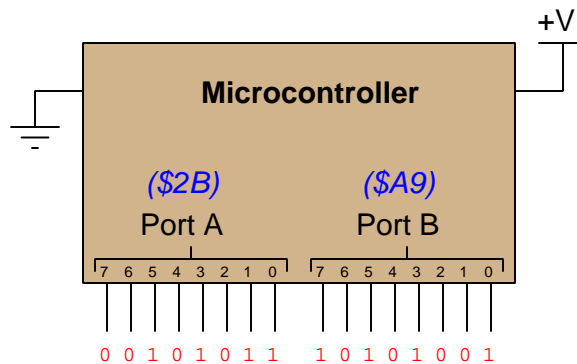 +V
Microcontroller
($2B) ($A9)
Port A Port B
7 6 5 4 3 2 1 0 7 6 5 4 3 2 1 0
0 0 1 0 1 0 1 1 1 0 1 0 1 0 0 1